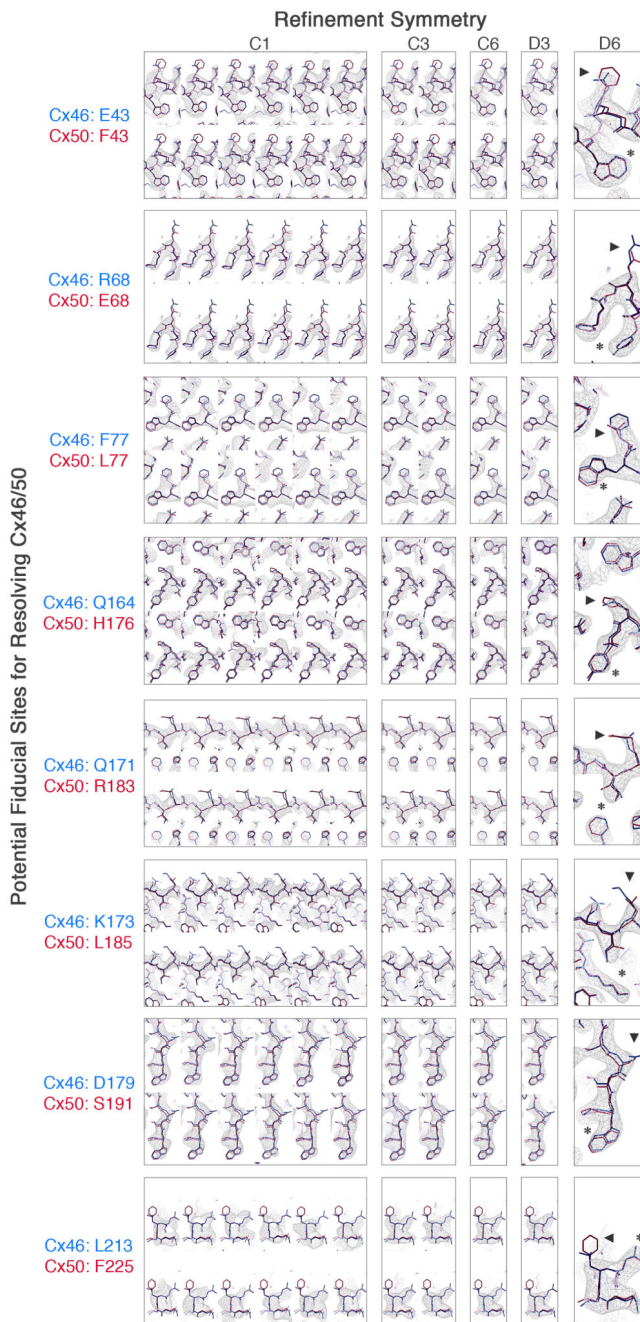 Refinement Symmetry
C1 C3 C6 D3 D6
Potential Fiducial Sites for Resolving Cx46/50
Cx46: E43
Cx50: F43
*
Cx46: R68
Cx50: E68
*
Cx46: F77
Cx50: L77
*
Cx46: Q164
Cx50: H176
*
Cx46: Q171
Cx50: R183
*
Cx46: K173
Cx50: L185
*
Cx46: D179
Cx50: S191
*
Cx46: L213
Cx50: F225
*